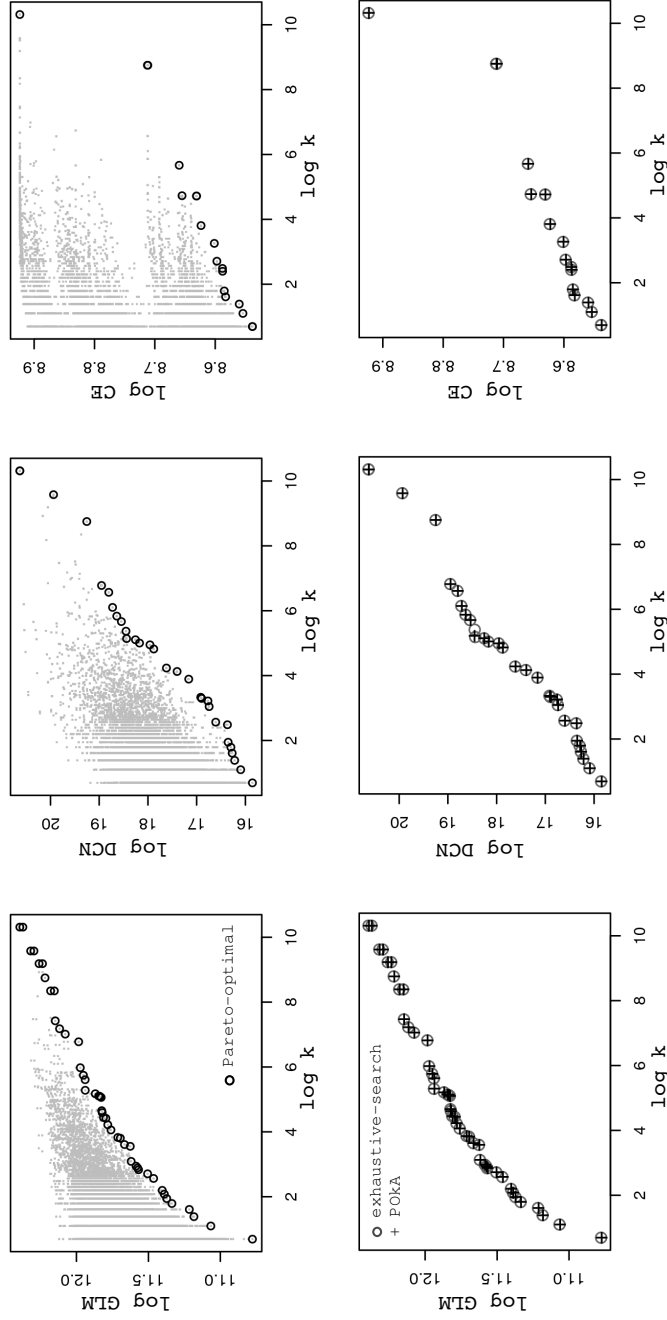 log GLM
12.0
11.5
11.0
Pareto-optimal
2 4 6 8 10
log k
log DCN
20
19
18
17
16
2 4 6 8 10
log k
log CE
8.9
8.8
8.7
8.6
2 4 6 8 10
log k
log GLM
12.0
11.5
11.0
exhaustive-search
+ POkA
2 4 6 8 10
log k
log DCN
20
19
18
17
16
2 4 6 8 10
log k
log CE
8.9
8.8
8.7
8.6
2 4 6 8 10
log k